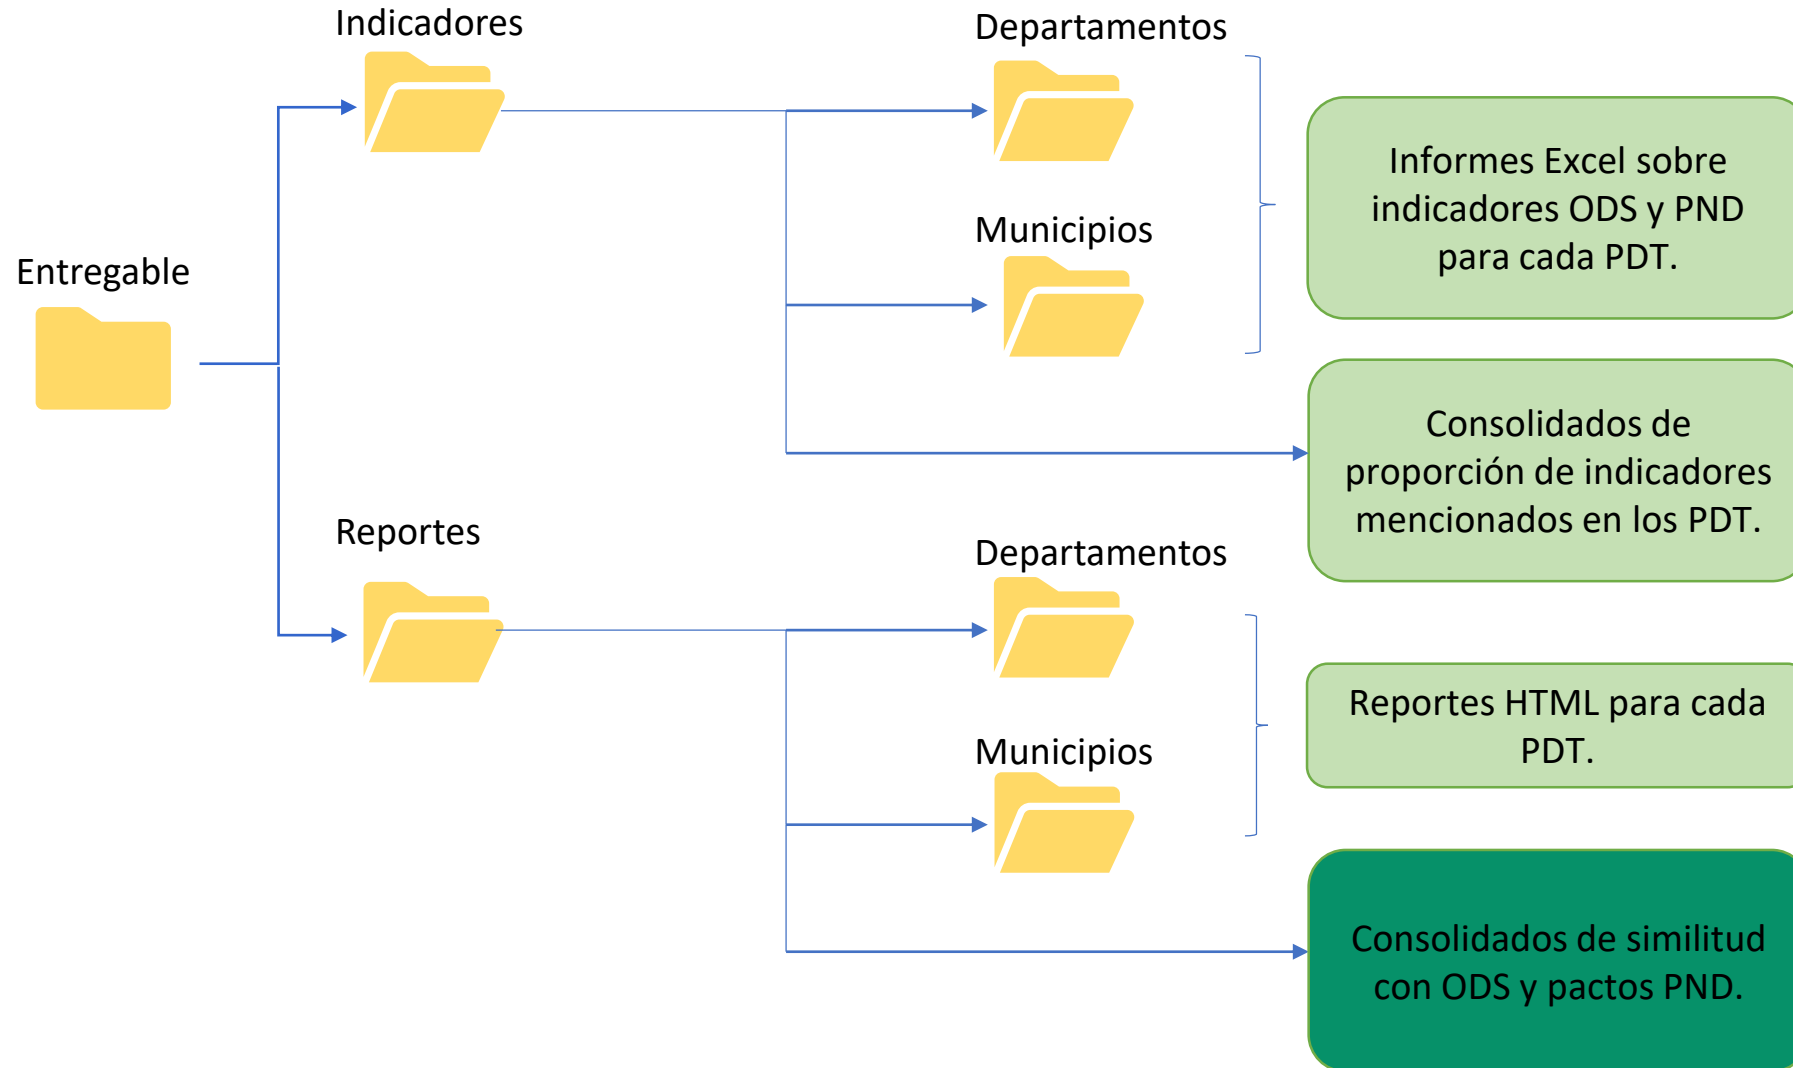 Entregable
Indicadores
Departamentos
Municipios
Informes Excel sobre
indicadores ODS y PND
para cada PDT.
Consolidados de
proporción de indicadores
mencionados en los PDT.
Reportes
Departamentos
Municipios
Reportes HTML para cada
PDT.
Consolidados de similitud
con ODS y pactos PND.